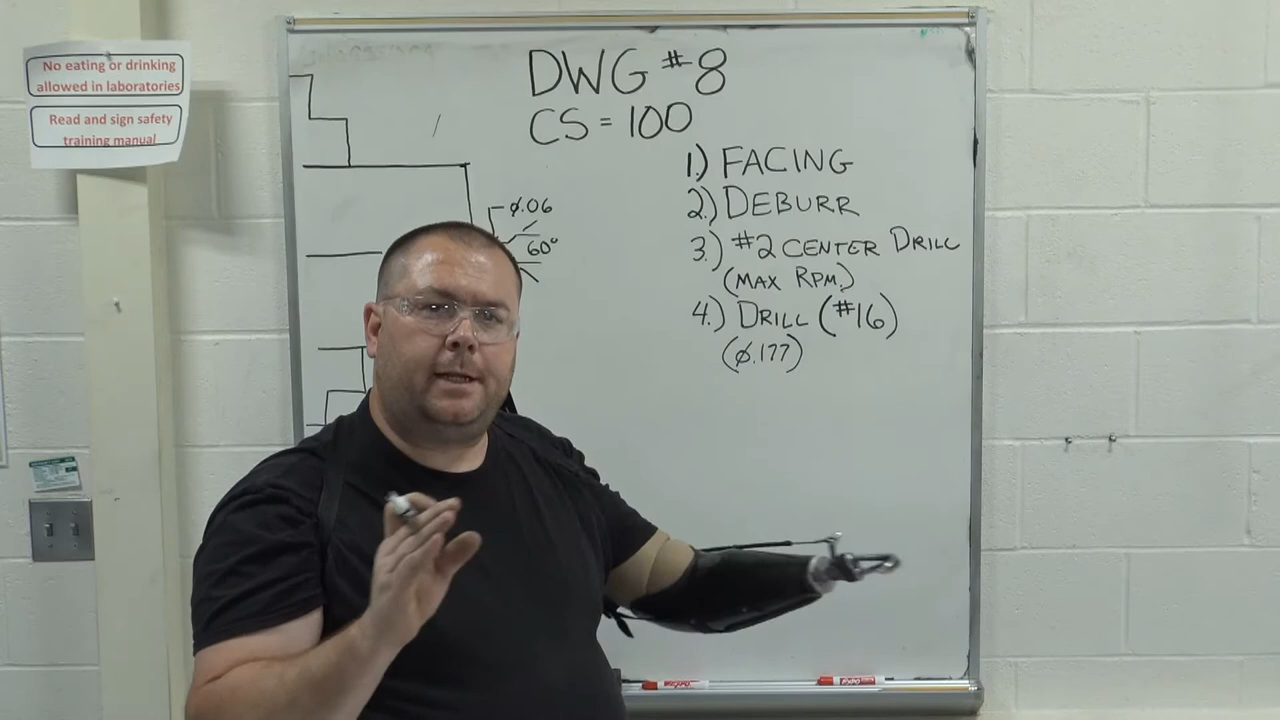 No eating or drinking
allowed in laboratories
Read and sign safety
training manual
DWG #8
CS = 100
1.) FACING
2.) DEBURR
3.) #2 CENTER DRILL
(MAX RPM.)
4.) DRILL (#16)
(Ø.177)
Ø.06
60°
EXPO